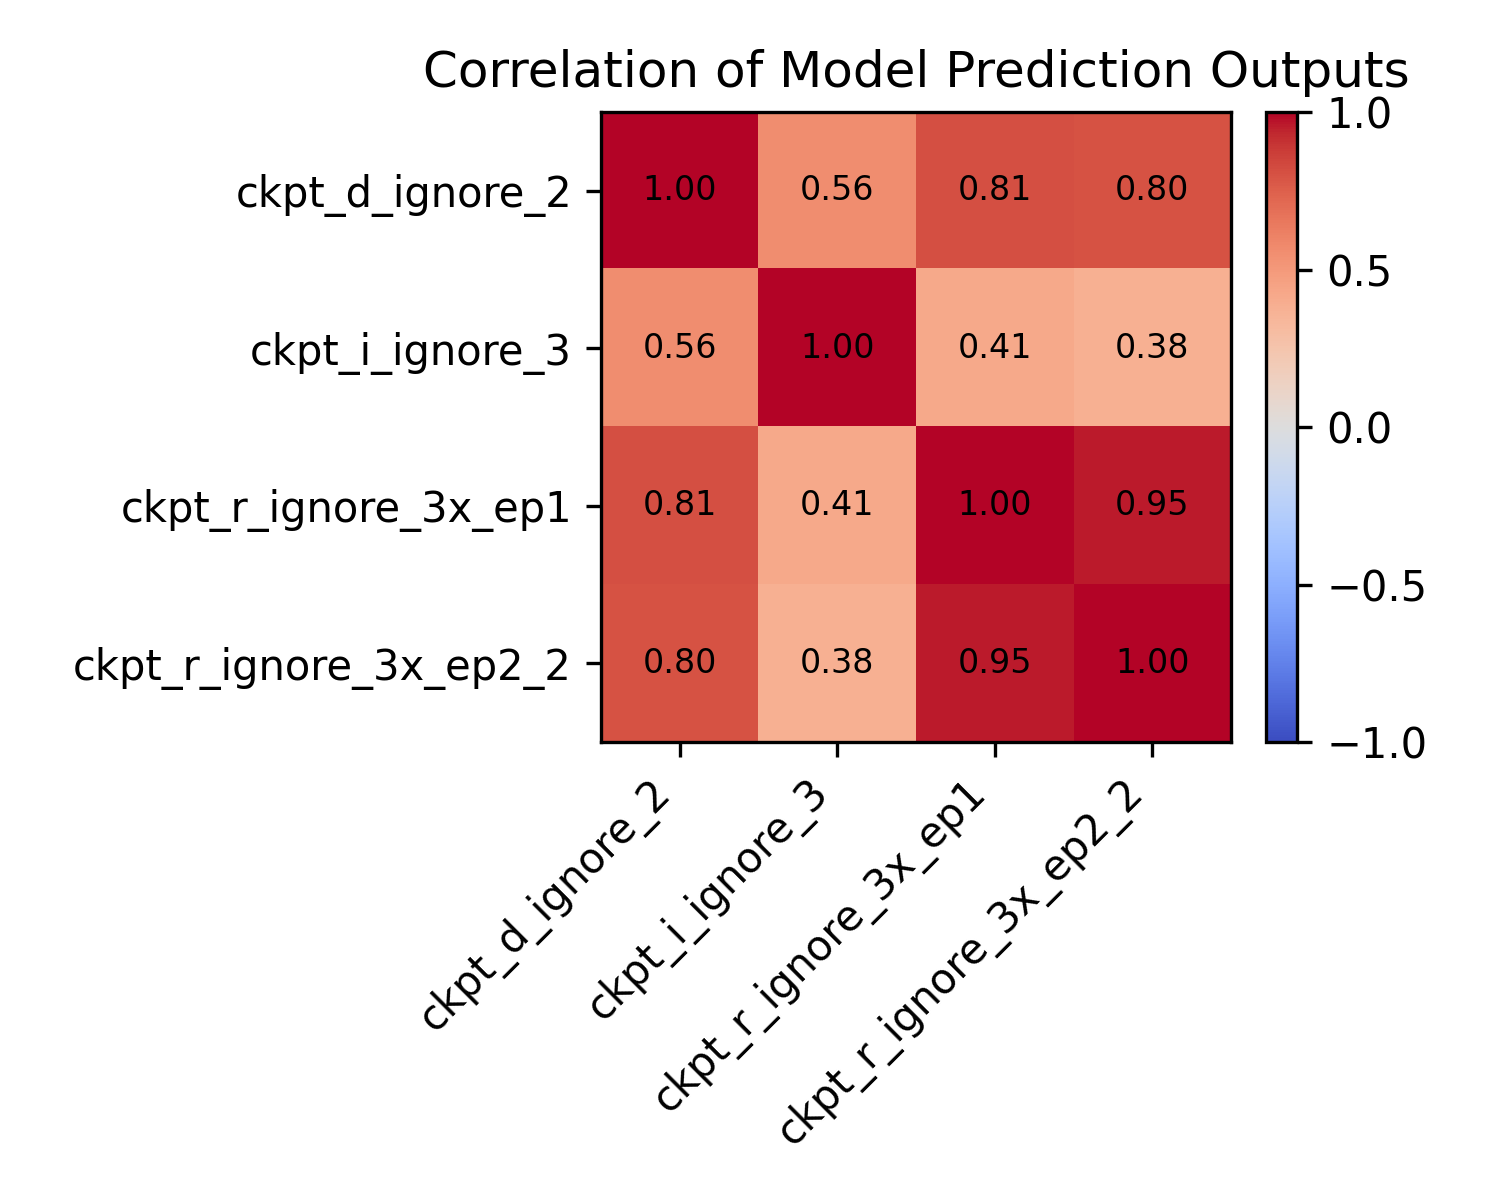 Correlation of Model Prediction Outputs
ckpt_d_ignore_2
1.00 0.56 0.81 0.80
ckpt_i_ignore_3
0.56 1.00 0.41 0.38
ckpt_r_ignore_3x_ep1
0.81 0.41 1.00 0.95
ckpt_r_ignore_3x_ep2_2
0.80 0.38 0.95 1.00
ckpt_d_ignore_2
ckpt_i_ignore_3
ckpt_r_ignore_3x_ep1
ckpt_r_ignore_3x_ep2_2
1.0
0.5
0.0
−0.5
−1.0